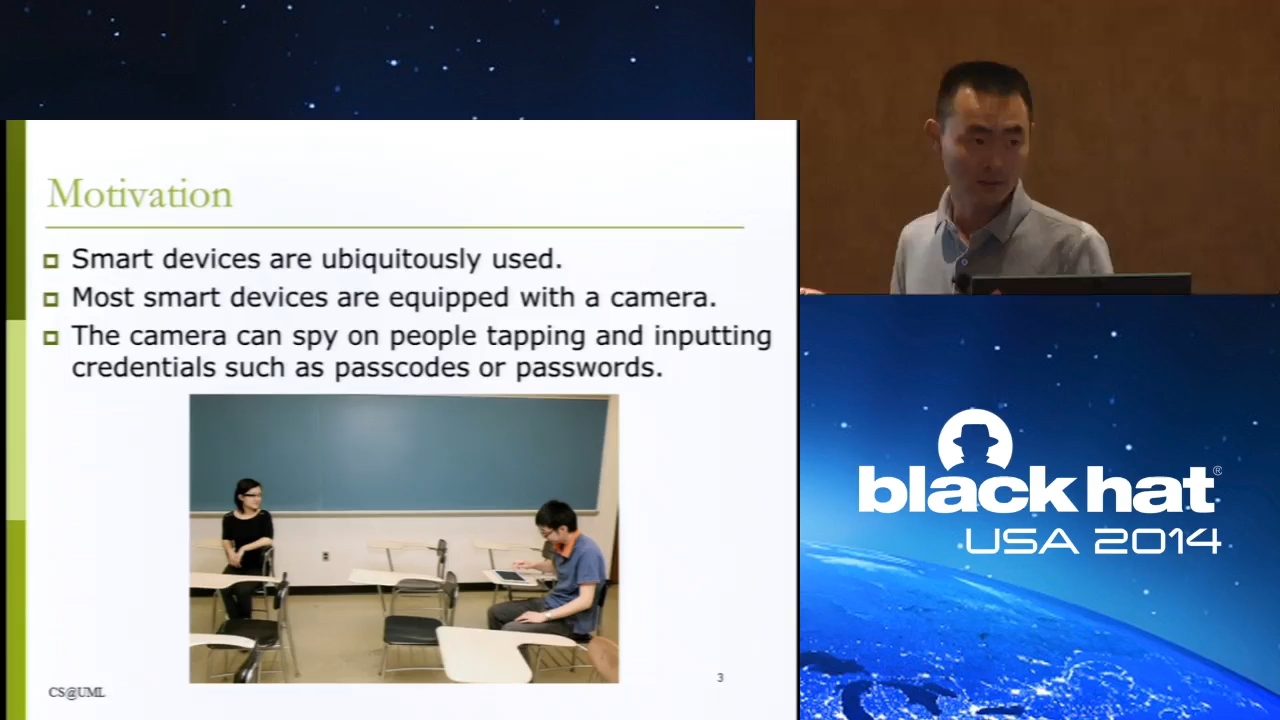 Motivation
Smart devices are ubiquitously used.
Most smart devices are equipped with a camera.
The camera can spy on people tapping and inputting
credentials such as passcodes or passwords.
CS@UML
3
black hat®
USA 2014